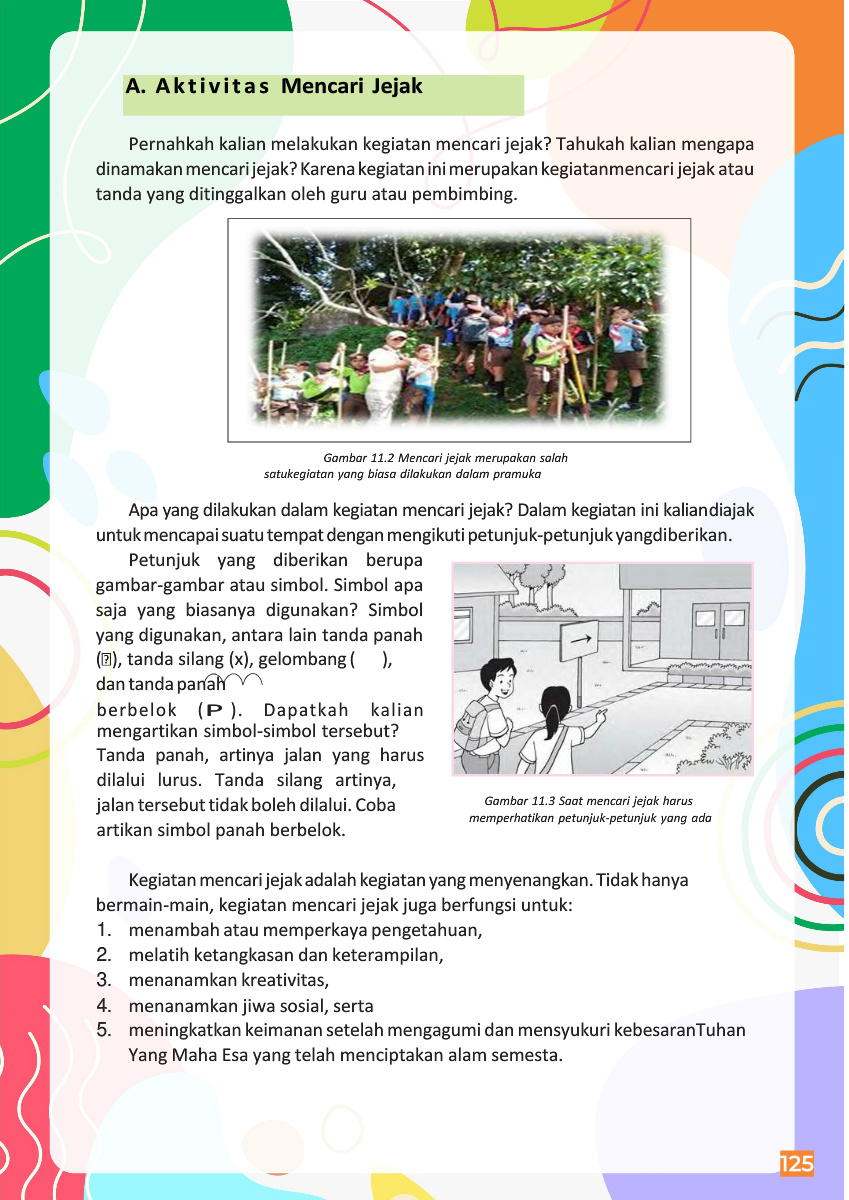 A. Aktivitas Mencari Jejak
Pernahkah kalian melakukan kegiatan mencari jejak? Tahukah kalian mengapa
dinamakan mencari jejak? Karena kegiatan ini merupakan kegiatanmencari jejak atau
tanda yang ditinggalkan oleh guru atau pembimbing.
Gambar 11.2 Mencari jejak merupakan salah
satukegiatan yang biasa dilakukan dalam pramuka
Apa yang dilakukan dalam kegiatan mencari jejak? Dalam kegiatan ini kaliandiajak
untuk mencapai suatu tempat dengan mengikuti petunjuk-petunjuk yangdiberikan.
Petunjuk yang diberikan berupa
gambar-gambar atau simbol. Simbol apa
saja yang biasanya digunakan? Simbol
yang digunakan, antara lain tanda panah
(⍰), tanda silang (x), gelombang ( ),
dan tanda panah
berbelok (P ). Dapatkah kalian
mengartikan simbol-simbol tersebut?
Tanda panah, artinya jalan yang harus
dilalui lurus. Tanda silang artinya,
jalan tersebut tidak boleh dilalui. Coba
artikan simbol panah berbelok.
Gambar 11.3 Saat mencari jejak harus
memperhatikan petunjuk-petunjuk yang ada
Kegiatan mencari jejak adalah kegiatan yang menyenangkan. Tidak hanya
bermain-main, kegiatan mencari jejak juga berfungsi untuk:
1. menambah atau memperkaya pengetahuan,
2. melatih ketangkasan dan keterampilan,
3. menanamkan kreativitas,
4. menanamkan jiwa sosial, serta
5. meningkatkan keimanan setelah mengagumi dan mensyukuri kebesaranTuhan
Yang Maha Esa yang telah menciptakan alam semesta.
125